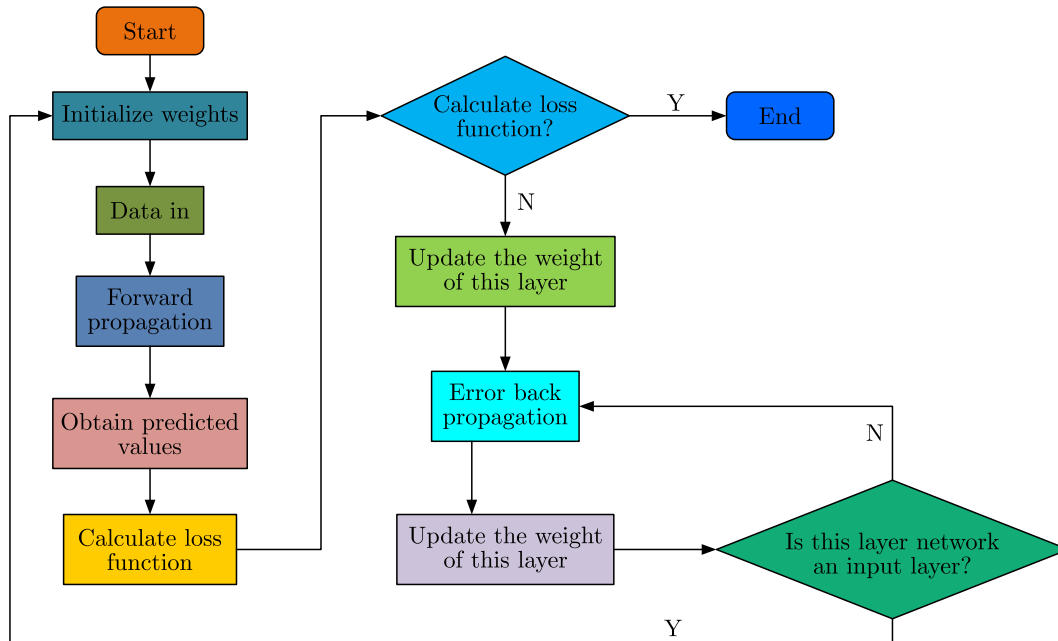 Start
Initialize weights
Data in
Forward
propagation
Obtain predicted
values
Calculate loss
function
Calculate loss
function?
Y
End
N
Update the weight
of this layer
Error back
propagation
N
Update the weight
of this layer
Is this layer network
an input layer?
Y